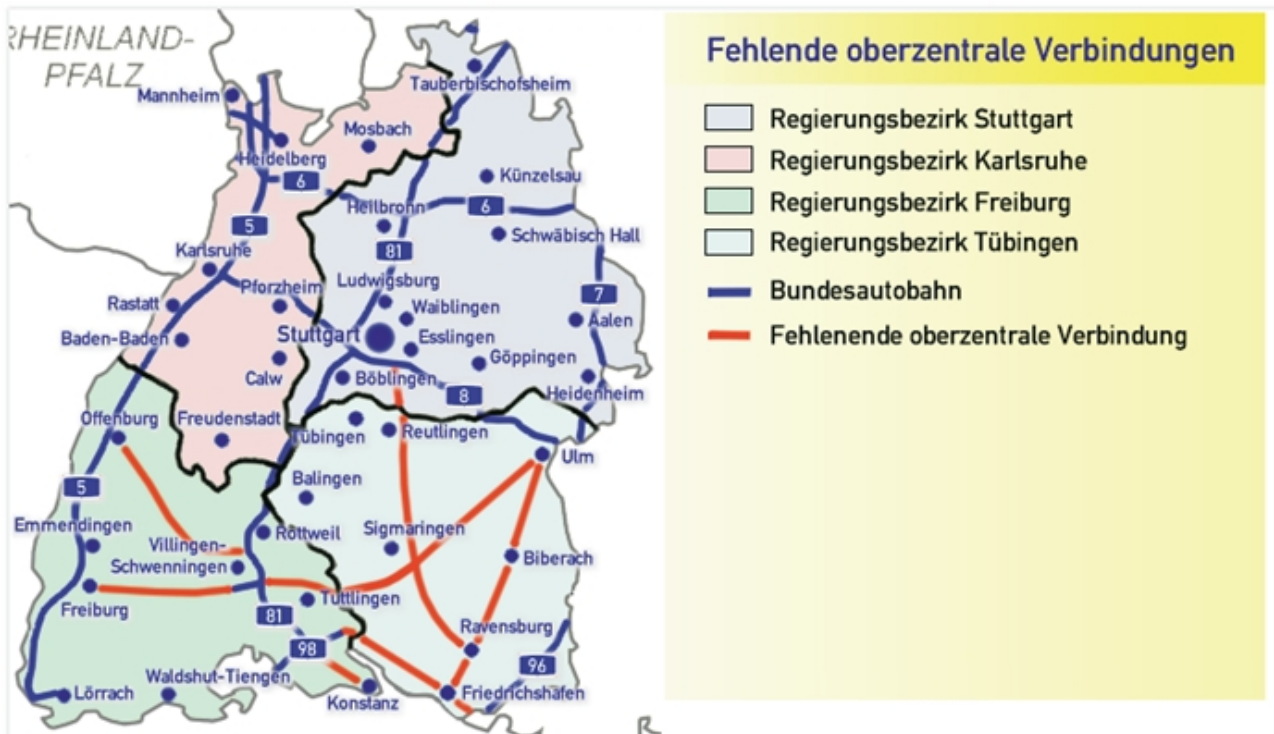 RHEINLAND-
PFALZ
Mannheim
Tauberbischofsheim
Mosbach
Heidelberg
6
Künzelsau
Heilbronn
6
5
Schwäbisch Hall
81
Karlsruhe
Pforzheim
Ludwigsburg
7
Rastatt
Waiblingen
Aalen
Baden-Baden
Stuttgart
Esslingen
Göppingen
Calw
Böblingen
8
Heidenheim
Offenburg
Freudenstadt
Tübingen
Reutlingen
Ulm
5
Balingen
Emmendingen
Rottweil
Sigmaringen
Villingen-
Schwenningen
Biberach
Freiburg
Tuttlingen
81
Ravensburg
98
96
Waldshut-Tiengen
Lörrach
Konstanz
Friedrichshafen
Fehlende oberzentrale Verbindungen
Regierungsbezirk Stuttgart
Regierungsbezirk Karlsruhe
Regierungsbezirk Freiburg
Regierungsbezirk Tübingen
Bundesautobahn
Fehlenende oberzentrale Verbindung